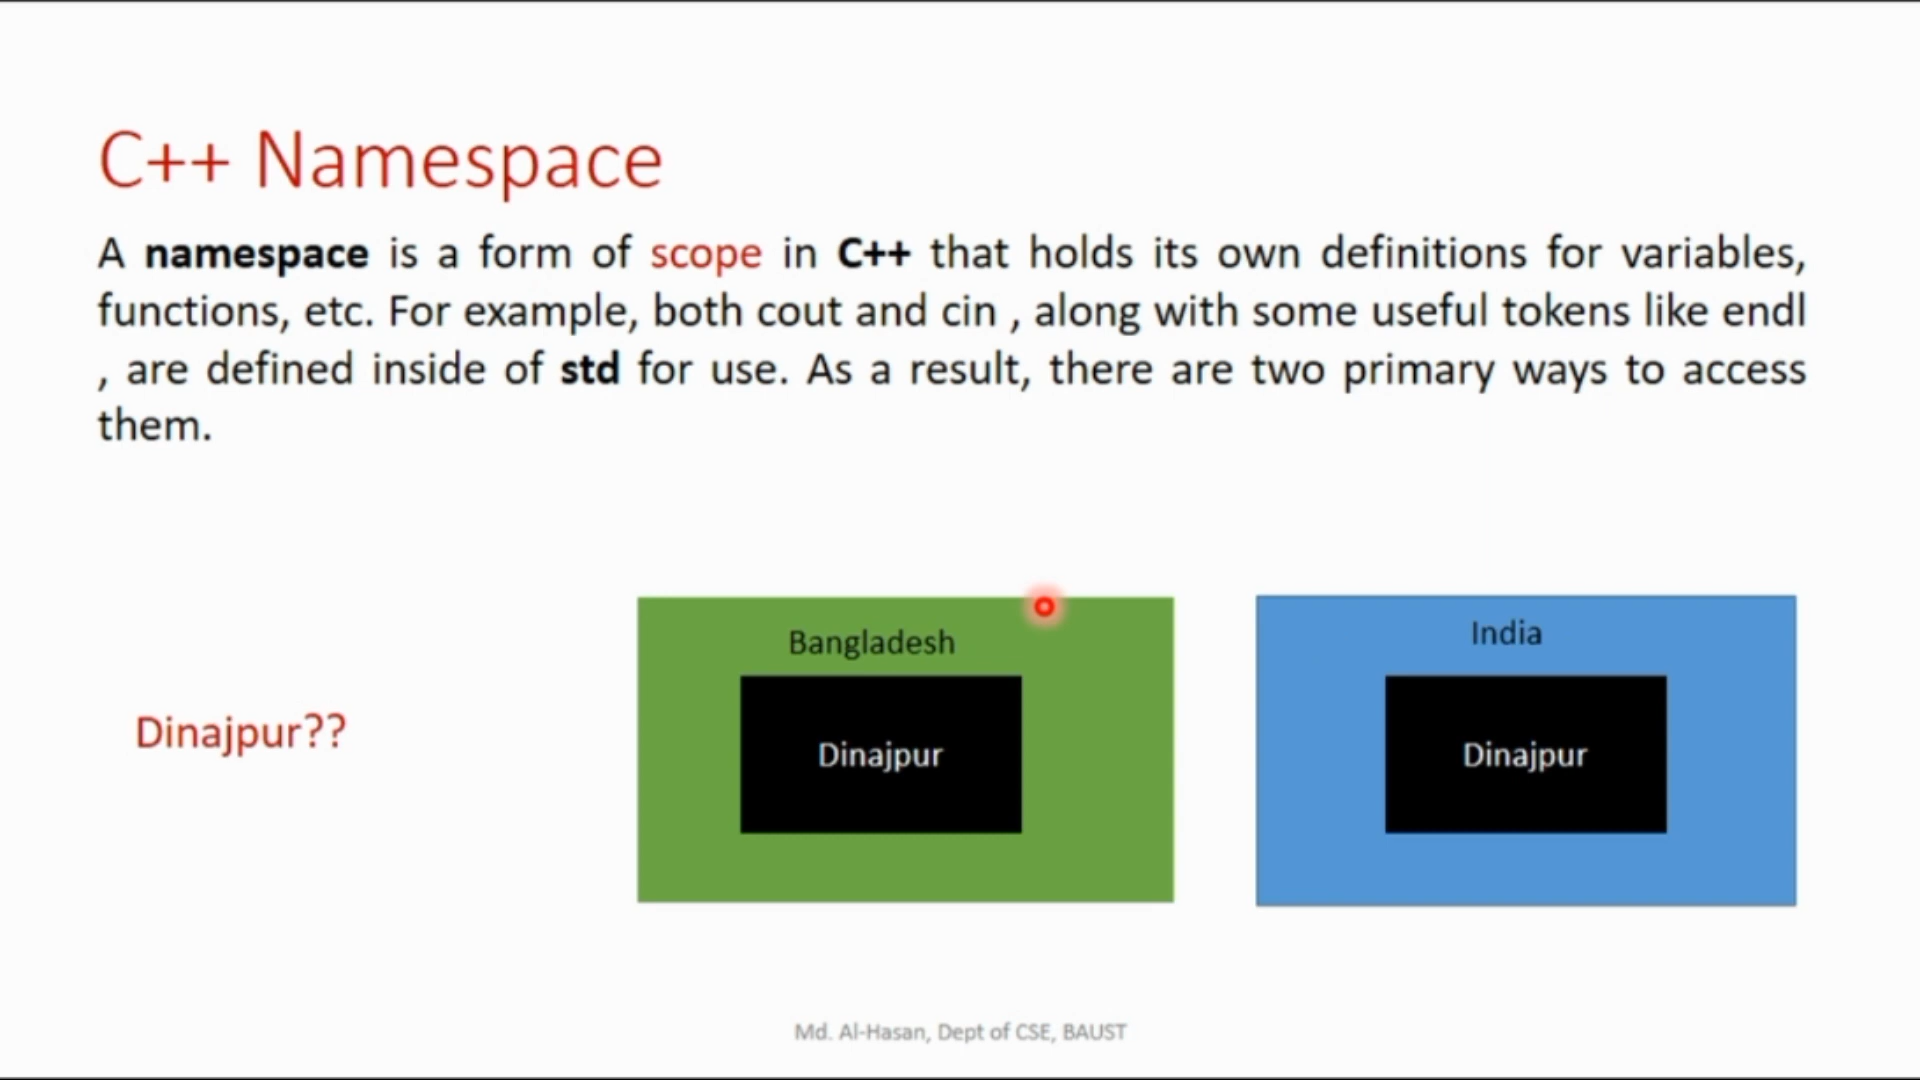 C++ Namespace
A namespace is a form of scope in C++ that holds its own definitions for variables,
functions, etc. For example, both cout and cin , along with some useful tokens like endl
, are defined inside of std for use. As a result, there are two primary ways to access
them.
Dinajpur??
Bangladesh
Dinajpur
India
Dinajpur
Md. Al-Hasan, Dept of CSE, BAUST